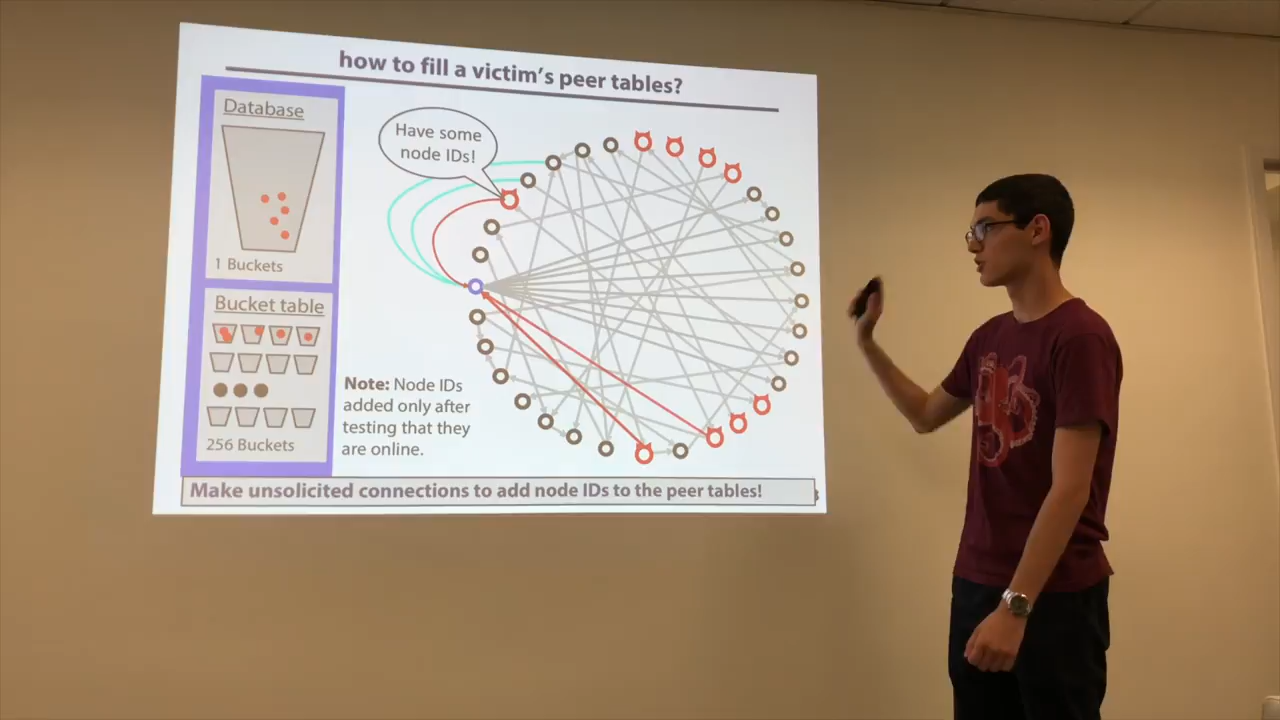 how to fill a victim's peer tables?
Database
1 Buckets
Bucket table
256 Buckets
Have some
node IDs!
Note: Node IDs
added only after
testing that they
are online.
Make unsolicited connections to add node IDs to the peer tables!